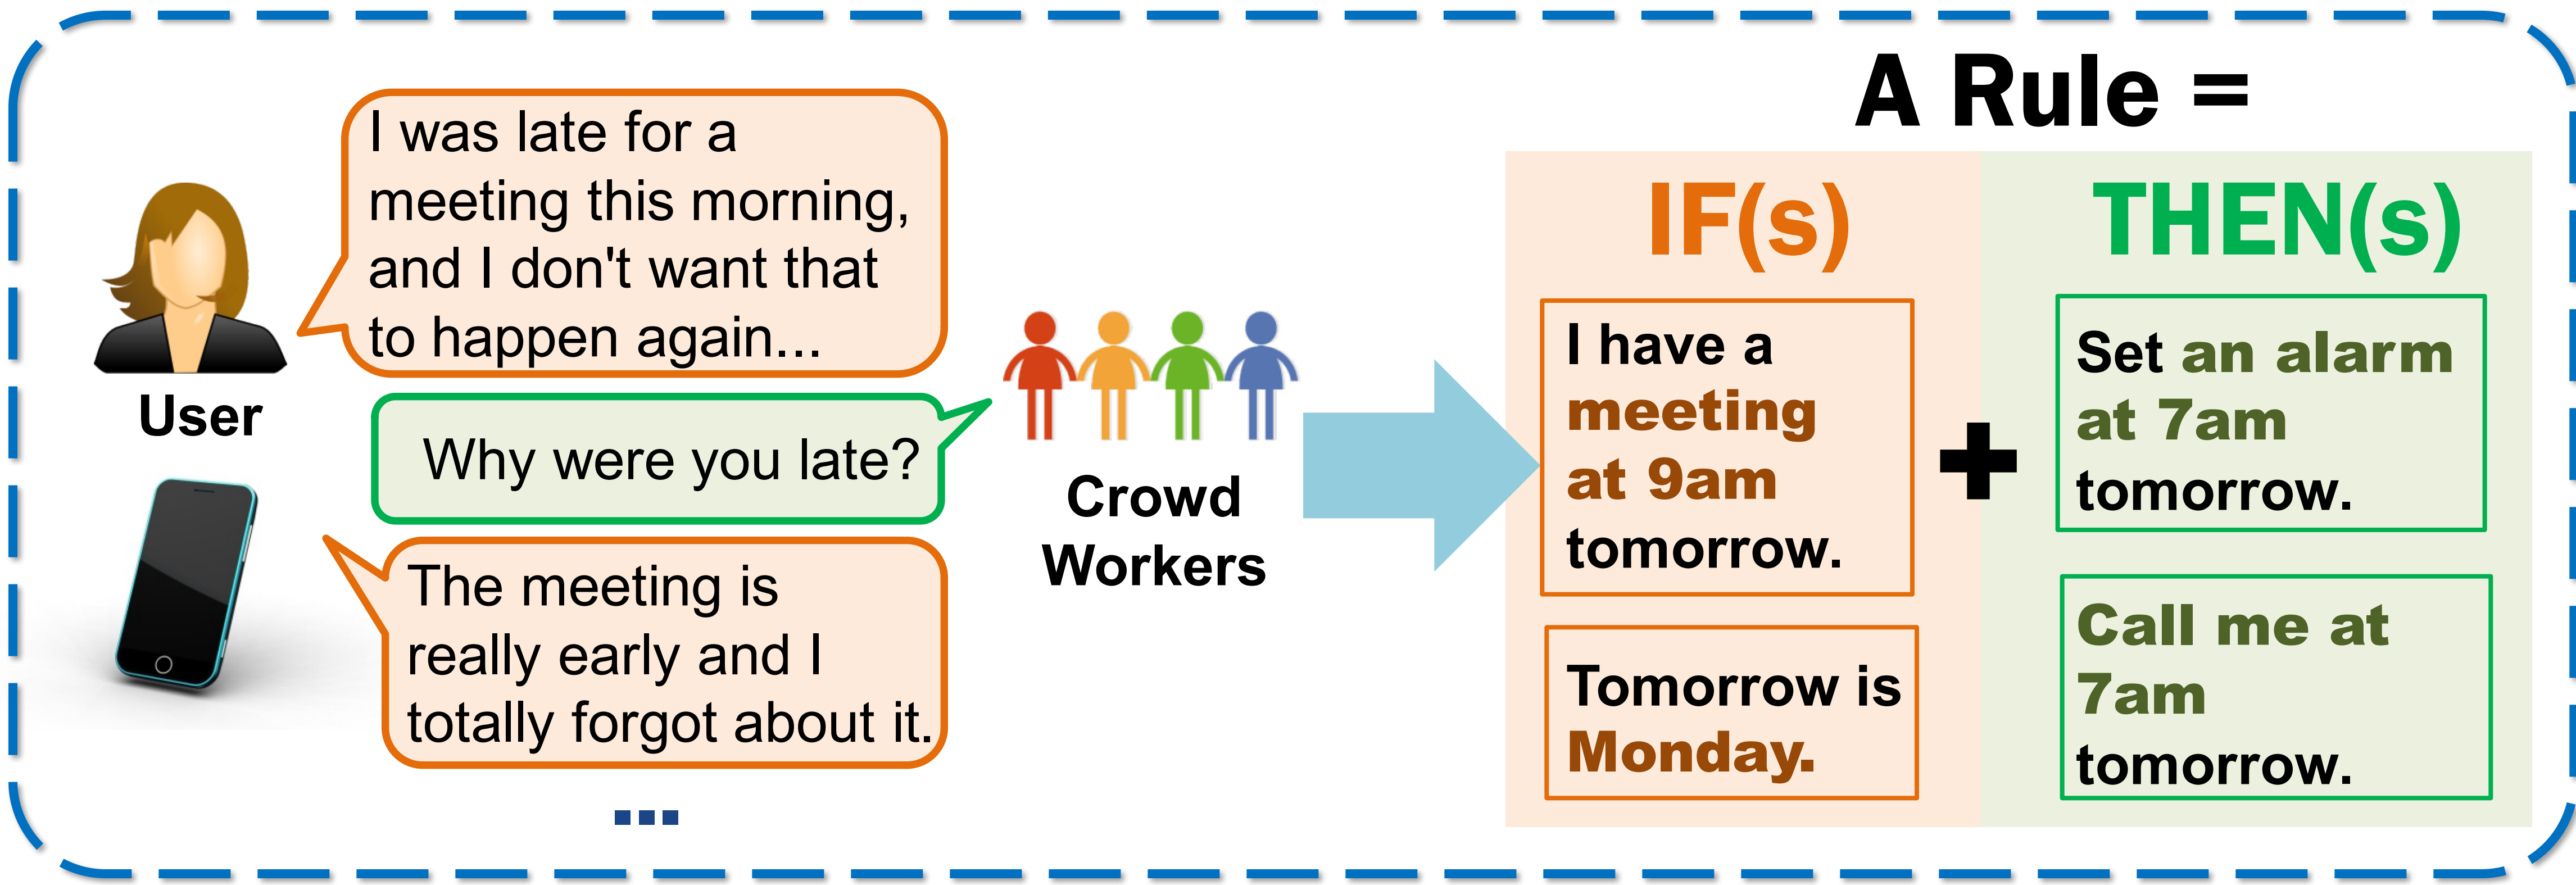 I was late for a
meeting this morning,
and I don't want that
to happen again...
User
Why were you late?
The meeting is
really early and I
totally forgot about it.
...
Crowd
Workers
A Rule =
IF(s)
I have a
meeting
at 9am
tomorrow.
Tomorrow is
Monday.
+
THEN(s)
Set an alarm
at 7am
tomorrow.
Call me at
7am
tomorrow.